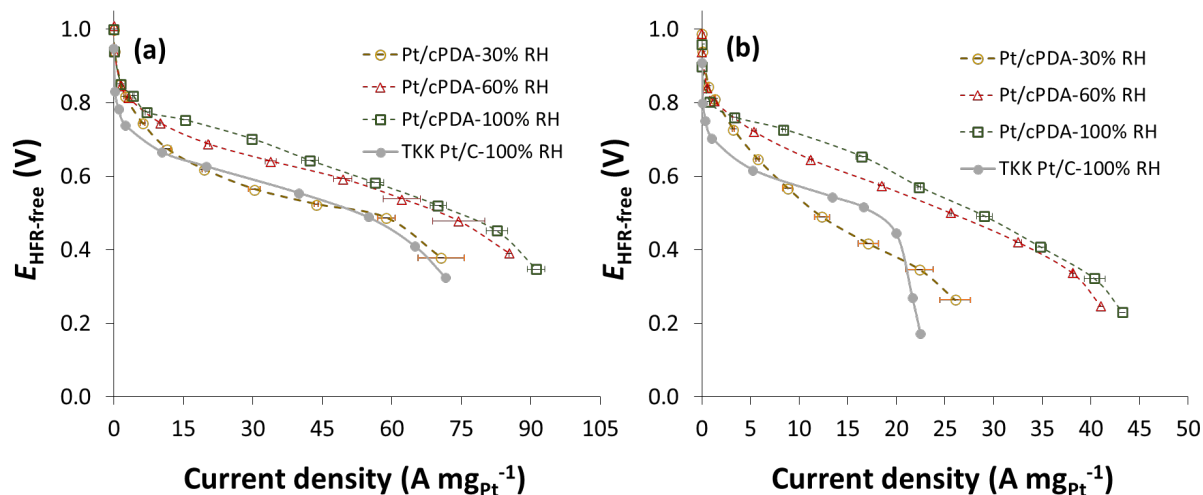 (a)
Pt/cPDA-30% RH
Pt/cPDA-60% RH
Pt/cPDA-100% RH
TKK Pt/C-100% RH
E HFR-free (V)
1.0
0.8
0.6
0.4
0.2
0.0
0 15 30 45 60 75 90 105
Current density (A mgPt-1)
(b)
Pt/cPDA-30% RH
Pt/cPDA-60% RH
Pt/cPDA-100% RH
TKK Pt/C-100% RH
E HFR-free (V)
1.0
0.8
0.6
0.4
0.2
0.0
0 5 10 15 20 25 30 35 40 45 50
Current density (A mgPt-1)